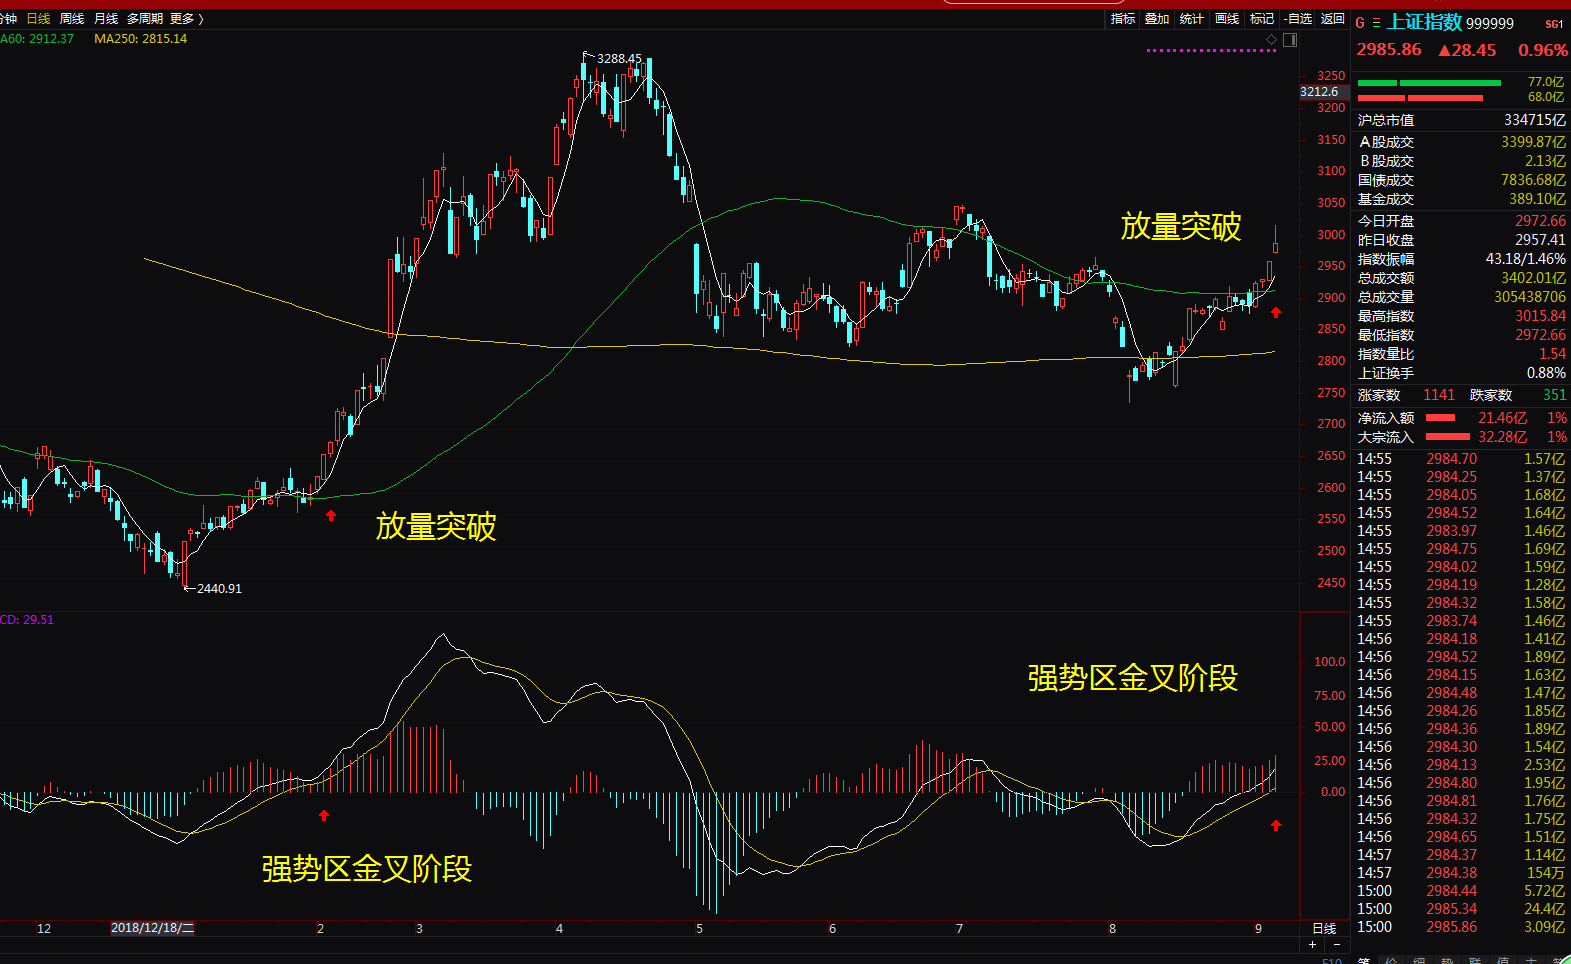 分钟 日线 周线 月线 多周期 更多 〉
指标 叠加 统计 画线 标记 -自选 返回
A60: 2912.37 MA250: 2815.14
3288.45
放量突破
放量突破
2440.91
3250
3212.6
3200
3150
3100
3050
3000
2950
2900
2850
2800
2750
2700
2650
2600
2550
2500
2450
CD: 29.51
强势区金叉阶段
强势区金叉阶段
100.0
75.00
50.00
25.00
0.00
12 2018/12/18/二 2 3 4 5 6 7 8 9 日线
+ -
G 上证指数 999999 SG1
2985.86 ▲28.45 0.96%
77.0亿
68.0亿
沪总市值 334715亿
A股成交 3399.87亿
B股成交 2.13亿
国债成交 7836.68亿
基金成交 389.10亿
今日开盘 2972.66
昨日收盘 2957.41
指数振幅 43.18/1.46%
总成交额 3402.01亿
总成交量 305438706
最高指数 3015.84
最低指数 2972.66
指数量比 1.54
上证换手 0.88%
涨家数 1141 跌家数 351
净流入额 21.46亿 1%
大宗流入 32.28亿 1%
14:55 2984.70 1.57亿
14:55 2984.25 1.37亿
14:55 2984.05 1.68亿
14:55 2984.52 1.64亿
14:55 2983.97 1.46亿
14:55 2984.75 1.69亿
14:55 2984.02 1.59亿
14:55 2984.19 1.28亿
14:55 2984.32 1.58亿
14:55 2983.74 1.46亿
14:56 2984.18 1.41亿
14:56 2984.52 1.89亿
14:56 2984.15 1.63亿
14:56 2984.48 1.47亿
14:56 2984.26 1.85亿
14:56 2984.36 1.89亿
14:56 2984.30 1.54亿
14:56 2984.13 2.53亿
14:56 2984.80 1.95亿
14:56 2984.81 1.76亿
14:56 2984.32 1.75亿
14:56 2984.65 1.51亿
14:57 2984.37 1.14亿
14:57 2984.38 154万
15:00 2984.44 5.72亿
15:00 2985.34 24.4亿
15:00 2985.86 3.09亿